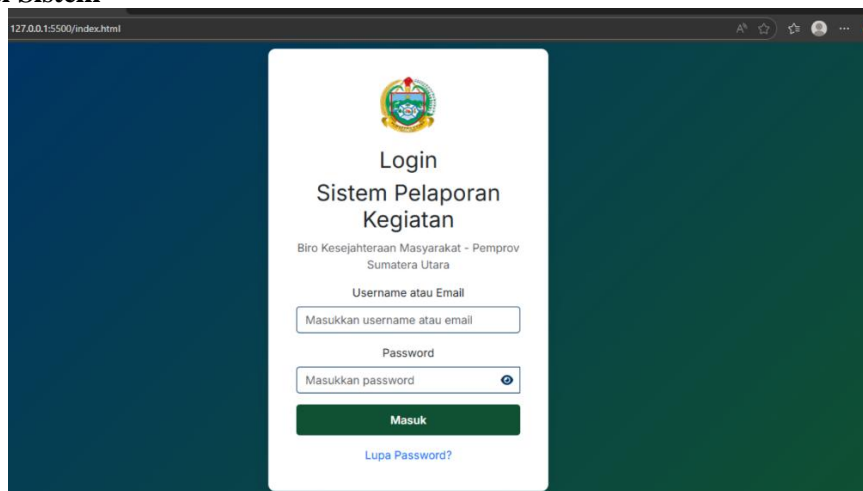 127.0.0.1:5500/index.html
Login
Sistem Pelaporan
Kegiatan
Biro Kesejahteraan Masyarakat - Pemprov
Sumatera Utara
Username atau Email
Masukkan username atau email
Password
Masukkan password
Masuk
Lupa Password?